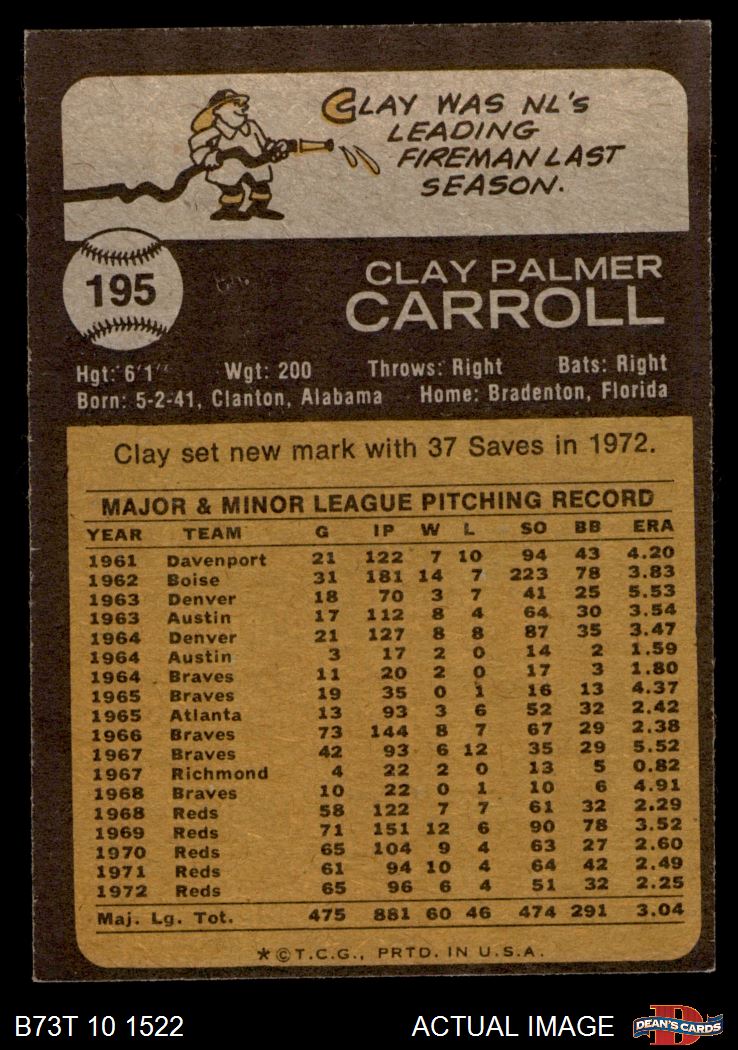 CLAY WAS NL'S
LEADING
FIREMAN LAST
SEASON.
195
CLAY PALMER
CARROLL
Hgt: 6'1" Wgt: 200 Throws: Right Bats: Right
Born: 5-2-41, Clanton, Alabama Home: Bradenton, Florida
Clay set new mark with 37 Saves in 1972.
MAJOR & MINOR LEAGUE PITCHING RECORD
YEAR TEAM G IP W L SO BB ERA
1961 Davenport 21 122 7 10 94 43 4.20
1962 Boise 31 181 14 7 223 78 3.83
1963 Denver 18 70 3 7 41 25 5.53
1963 Austin 17 112 8 4 64 30 3.54
1964 Denver 21 127 8 8 87 35 3.47
1964 Austin 3 17 2 0 14 2 1.59
1964 Braves 11 20 2 0 17 3 1.80
1965 Braves 19 35 0 1 16 13 4.37
1965 Atlanta 13 93 3 6 52 32 2.42
1966 Braves 73 144 8 7 67 29 2.38
1967 Braves 42 93 6 12 35 29 5.52
1967 Richmond 4 22 2 0 13 5 0.82
1968 Braves 10 22 0 1 10 6 4.91
1968 Reds 58 122 7 7 61 32 2.29
1969 Reds 71 151 12 6 90 78 3.52
1970 Reds 65 104 9 4 63 27 2.60
1971 Reds 61 94 10 4 64 42 2.49
1972 Reds 65 96 6 4 51 32 2.25
Maj. Lg. Tot. 475 881 60 46 474 291 3.04
*©T.C.G., PRTD. IN U.S.A.
B73T 10 1522 ACTUAL IMAGE D DEAN'S CARDS